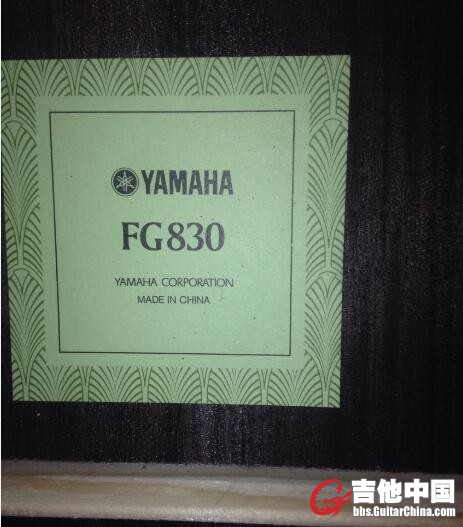 YAMAHA
FG830
YAMAHA CORPORATION
MADE IN CHINA
吉他中国
bbs.GuitarChina.com